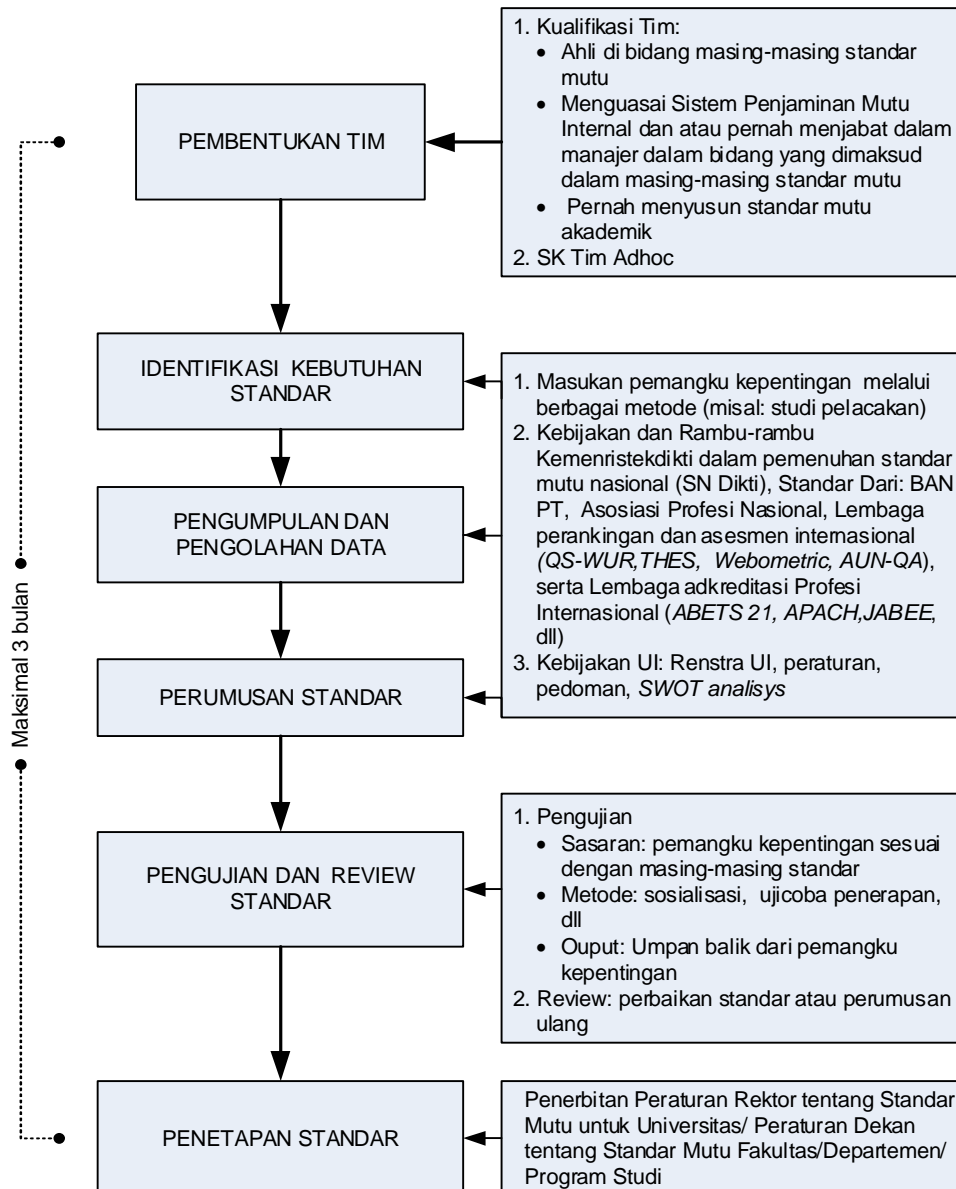 PEMBENTUKAN TIM
1. Kualifikasi Tim:
• Ahli di bidang masing-masing standar
mutu
• Menguasai Sistem Penjaminan Mutu
Internal dan atau pernah menjabat dalam
manajer dalam bidang yang dimaksud
dalam masing-masing standar mutu
• Pernah menyusun standar mutu
akademik
2. SK Tim Adhoc
IDENTIFIKASI KEBUTUHAN
STANDAR
PENGUMPULAN DAN
PENGOLAHAN DATA
PERUMUSAN STANDAR
1. Masukan pemangku kepentingan melalui
berbagai metode (misal: studi pelacakan)
2. Kebijakan dan Rambu-rambu
Kemenristekdikti dalam pemenuhan standar
mutu nasional (SN Dikti), Standar Dari: BAN
PT, Asosiasi Profesi Nasional, Lembaga
perankingan dan asesmen internasional
(QS-WUR,THES, Webometric, AUN-QA),
serta Lembaga adkreditasi Profesi
Internasional (ABETS 21, APACH,JABEE,
dll)
3. Kebijakan UI: Renstra UI, peraturan,
pedoman, SWOT analisys
Maksimal 3 bulan
PENGUJIAN DAN REVIEW
STANDAR
1. Pengujian
• Sasaran: pemangku kepentingan sesuai
dengan masing-masing standar
• Metode: sosialisasi, ujicoba penerapan,
dll
• Ouput: Umpan balik dari pemangku
kepentingan
2. Review: perbaikan standar atau perumusan
ulang
PENETAPAN STANDAR
Penerbitan Peraturan Rektor tentang Standar
Mutu untuk Universitas/ Peraturan Dekan
tentang Standar Mutu Fakultas/Departemen/
Program Studi